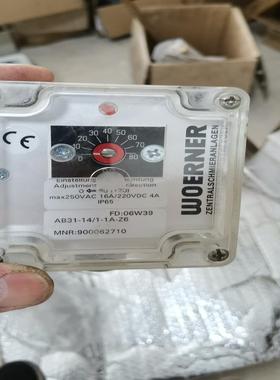 CE
0 10 20 30 40 50 60 70 80
Einstellung
Adjustment
max250VAC 16A/220VDC 4A
IP65
FD:06W39
AB31-14/1-1A-Z6
MNR:900062710
WOERNER
ZENTRALSCHMIERANLAGEN